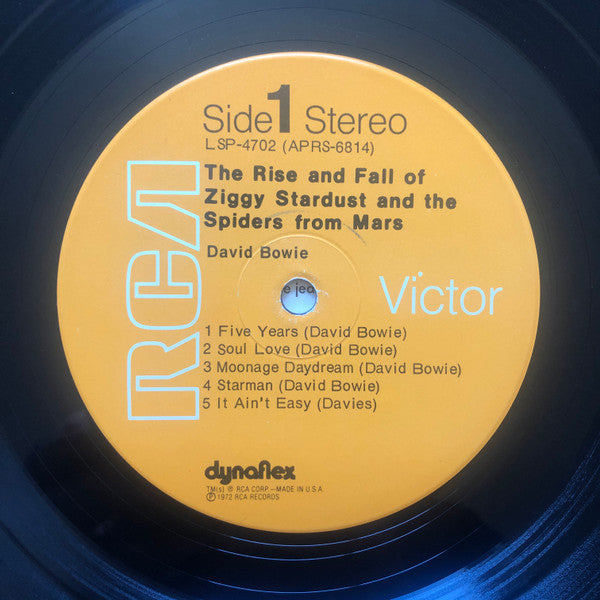 Side 1 Stereo
LSP-4702 (APRS-6814)
The Rise and Fall of
Ziggy Stardust and the
Spiders from Mars
David Bowie
RCA
Victor
1 Five Years (David Bowie)
2 Soul Love (David Bowie)
3 Moonage Daydream (David Bowie)
4 Starman (David Bowie)
5 It Ain't Easy (Davies)
dynaflex
TM(s) ® RCA CORP—MADE IN U.S.A.
℗ 1972 RCA RECORDS